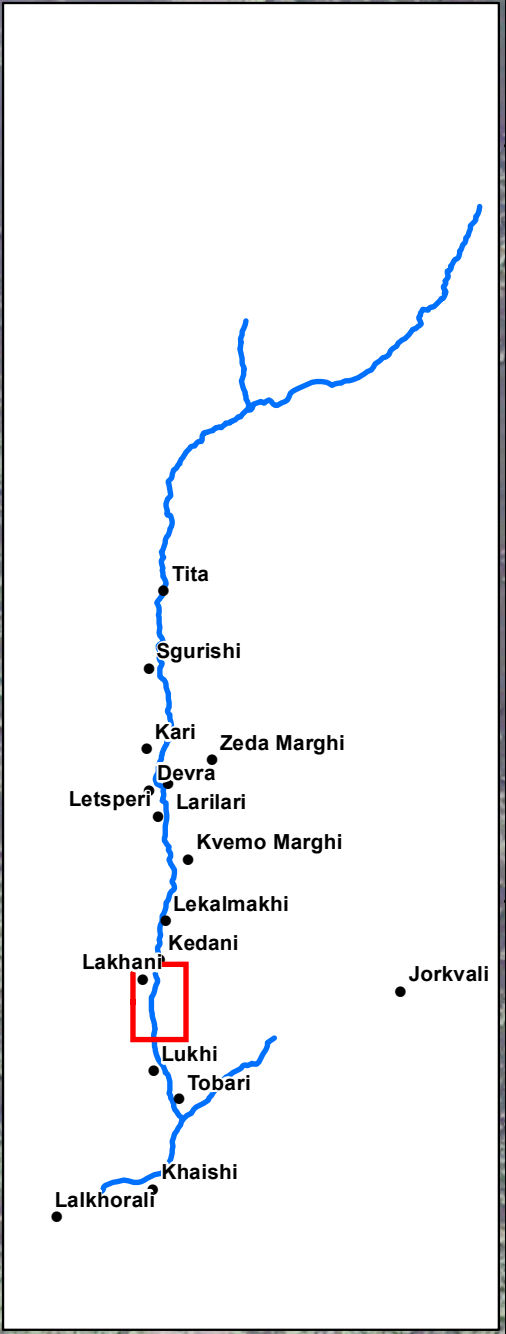 Tita
Sgurishi
Kari
Zeda Marghi
Devra
Letsperi
Larilari
Kvemo Marghi
Lekalmakhi
Kedani
Lakhani
Jorkvali
Lukhi
Tobari
Khaishi
Lalkhorali